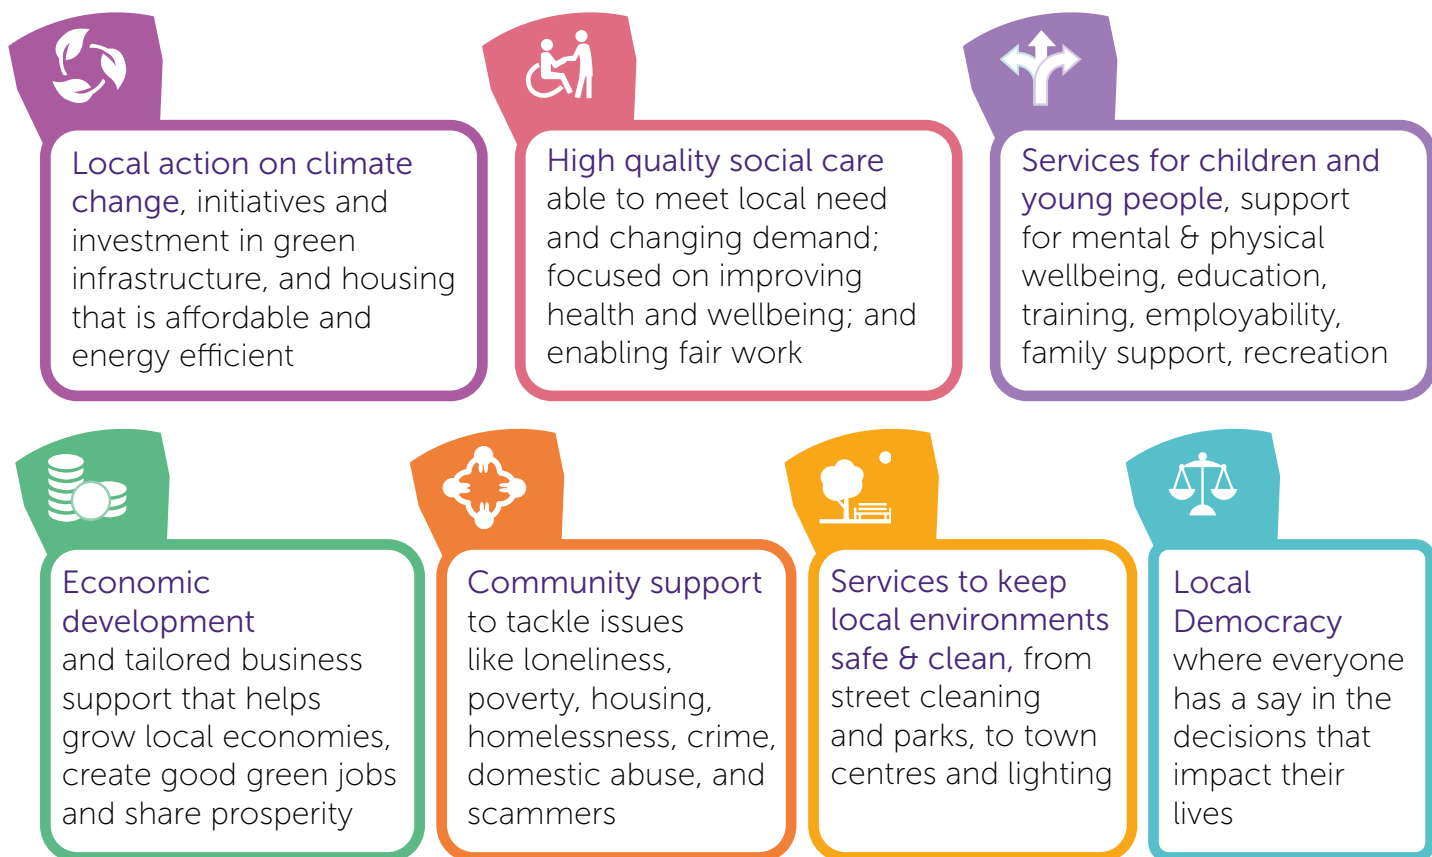 Local action on climate
change, initiatives and
investment in green
infrastructure, and housing
that is affordable and
energy efficient
High quality social care
able to meet local need
and changing demand;
focused on improving
health and wellbeing; and
enabling fair work
Services for children and
young people, support
for mental & physical
wellbeing, education,
training, employability,
family support, recreation
Economic
development
and tailored business
support that helps
grow local economies,
create good green jobs
and share prosperity
Community support
to tackle issues
like loneliness,
poverty, housing,
homelessness, crime,
domestic abuse, and
scammers
Services to keep
local environments
safe & clean, from
street cleaning
and parks, to town
centres and lighting
Local
Democracy
where everyone
has a say in the
decisions that
impact their
lives